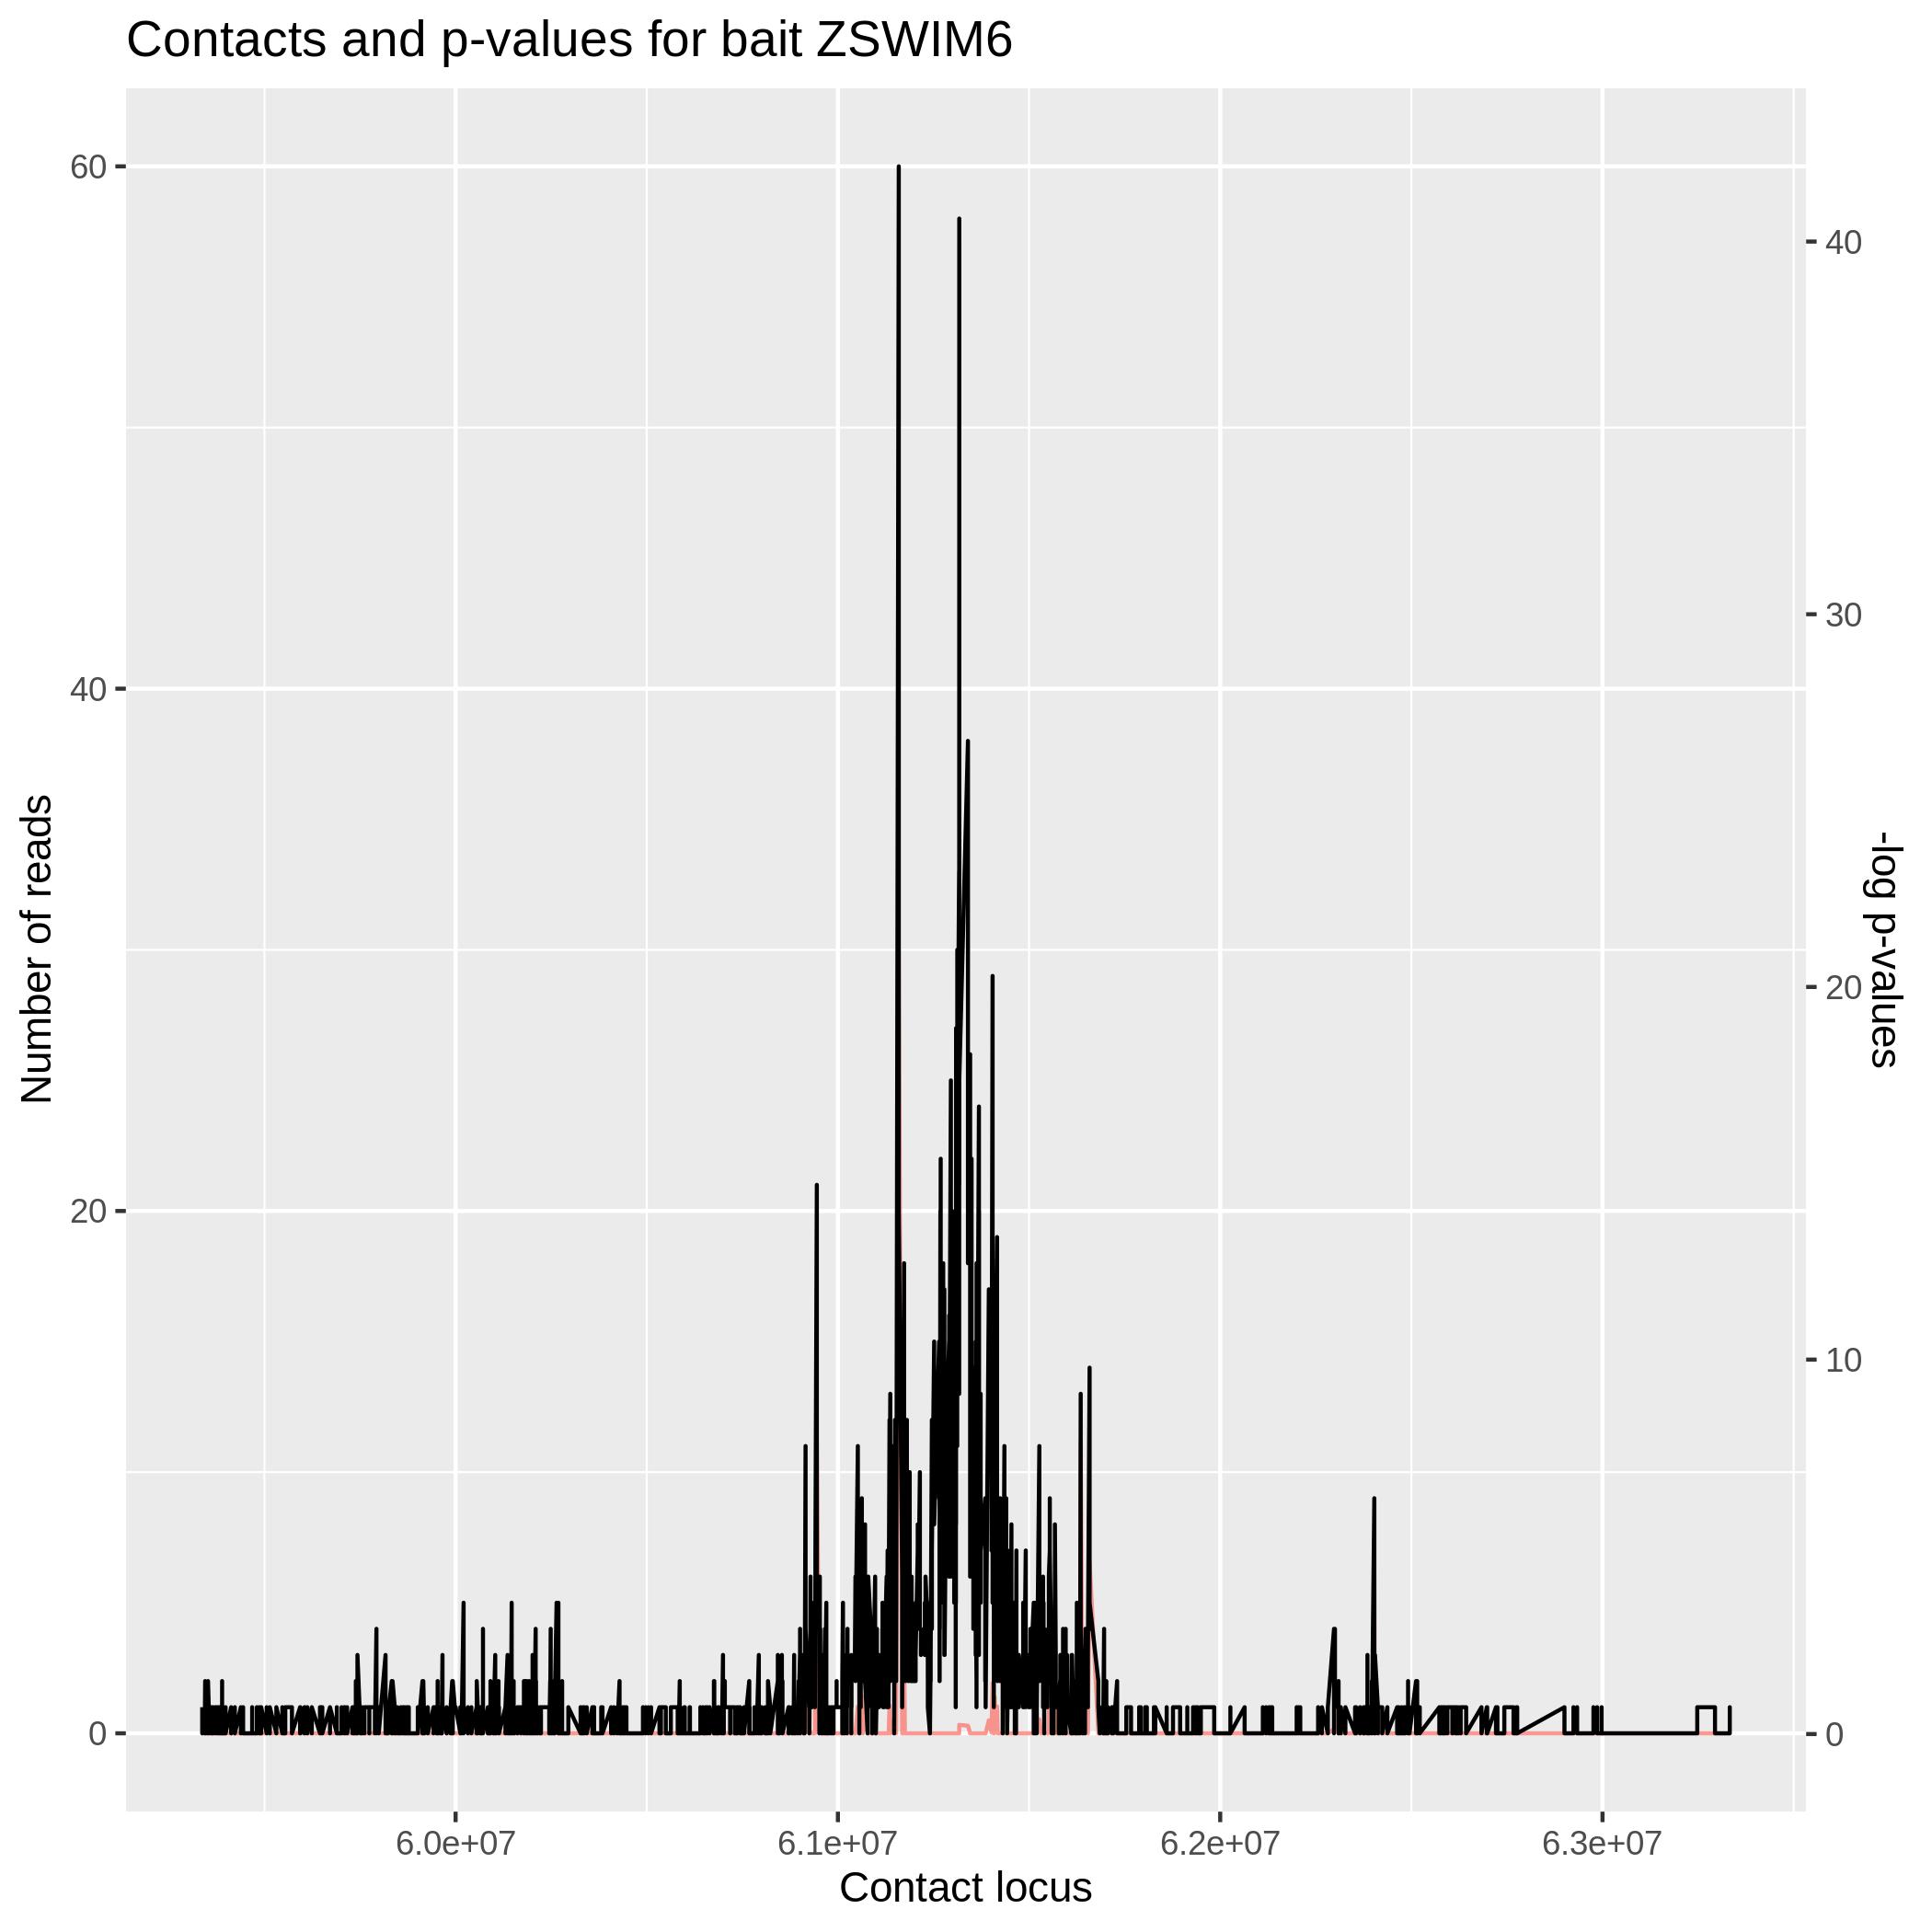 Contacts and p-values for bait ZSWIM6
60
40
20
0
Number of reads
40
30
20
10
0
-log p-values
6.0e+07
6.1e+07
6.2e+07
6.3e+07
Contact locus